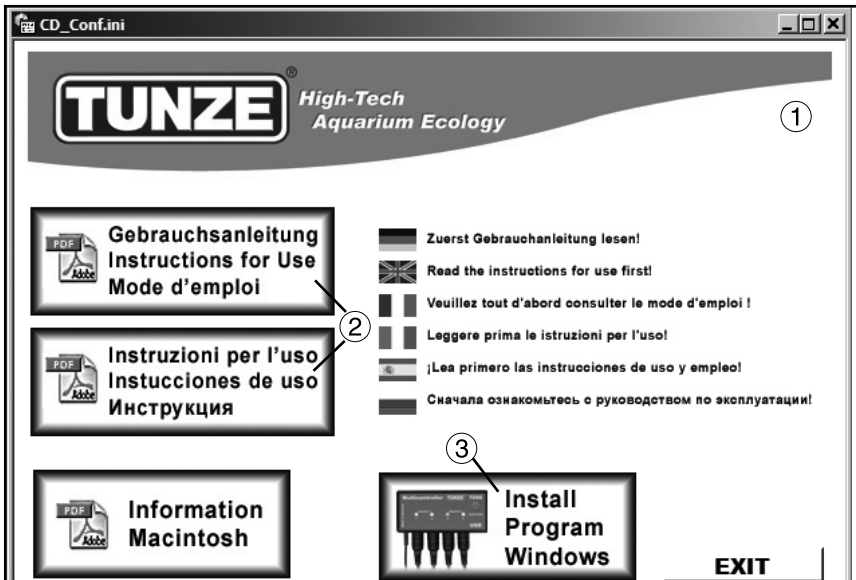 CD_Conf.ini
TUNZE®
High-Tech
Aquarium Ecology
①
PDF
Adobe
Gebrauchsanleitung
Instructions for Use
Mode d'emploi
②
PDF
Adobe
Instruzioni per l'uso
Instucciones de uso
Инструкция
Zuerst Gebrauchanleitung lesen!
Read the instructions for use first!
Veuillez tout d'abord consulter le mode d'emploi !
Leggere prima le istruzioni per l'uso!
¡Lea primero las instrucciones de uso y empleo!
Сначала ознакомьтесь с руководством по эксплуатации!
PDF
Adobe
Information
Macintosh
③
Multicontroller TUNZE
USB
Install
Program
Windows
EXIT